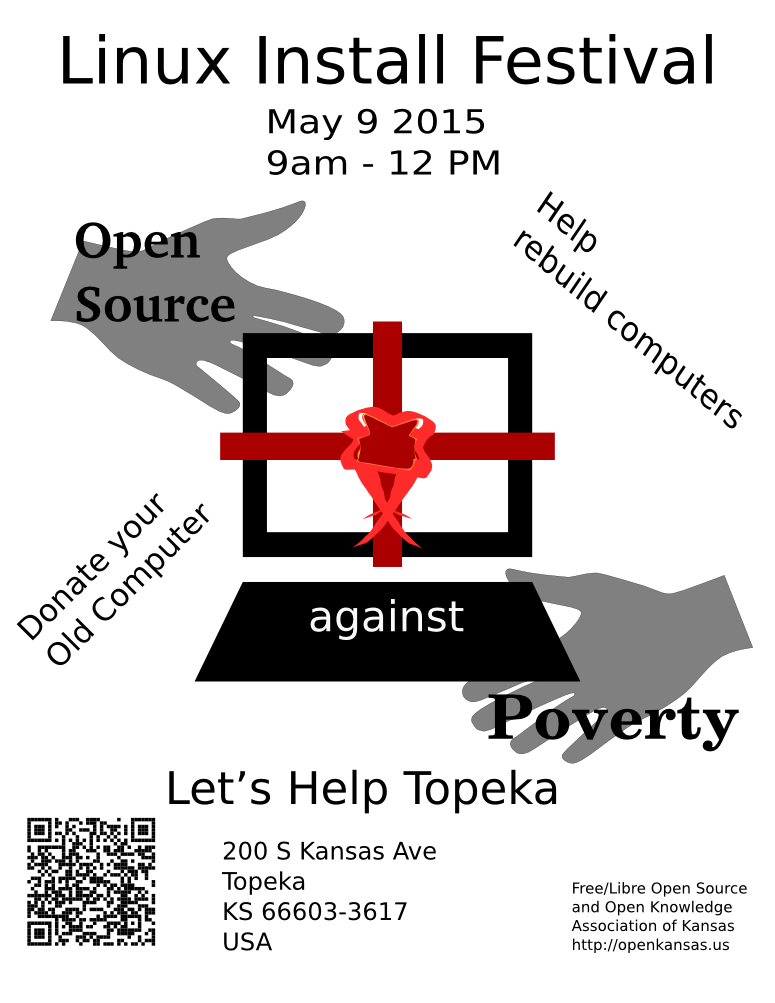 Linux Install Festival
May 9 2015
9am - 12 PM
Help
rebuild computers
Open
Source
Donate your
Old Computer
against
Poverty
Let’s Help Topeka
200 S Kansas Ave
Topeka
KS 66603-3617
USA
Free/Libre Open Source
and Open Knowledge
Association of Kansas
http://openkansas.us